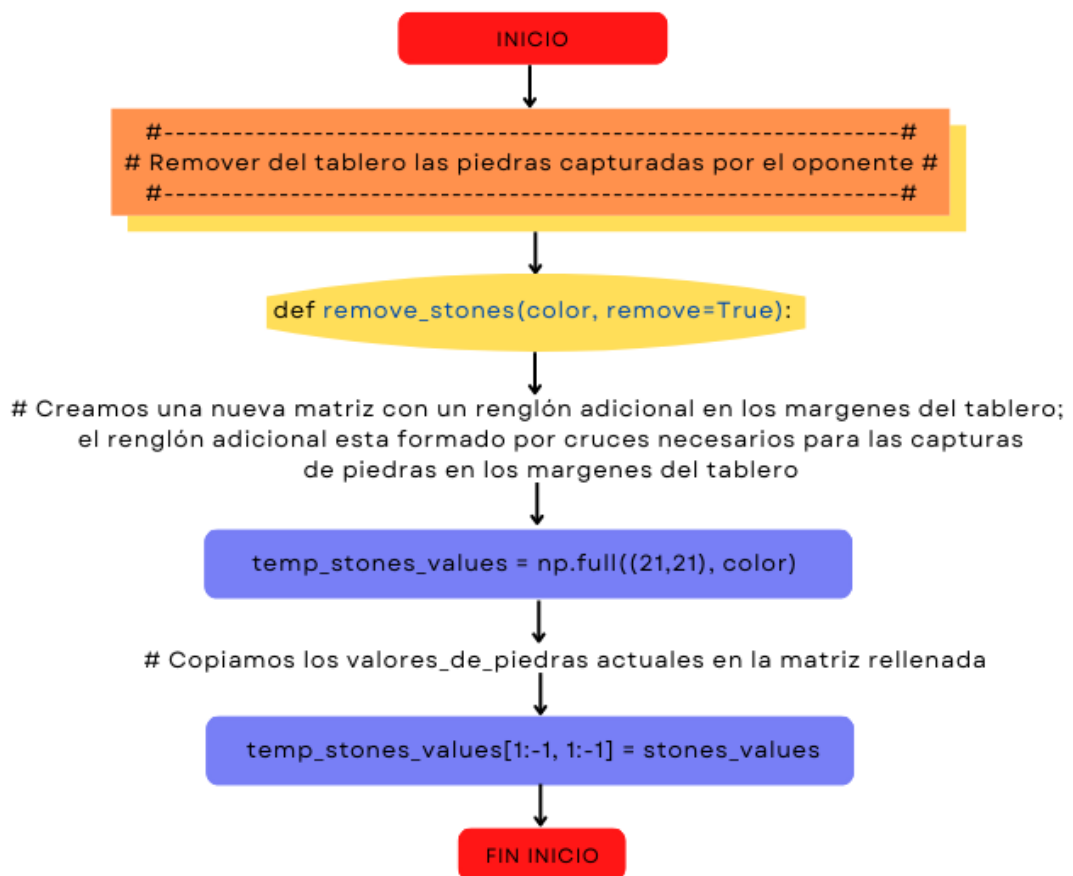 INICIO
#----------------------------------------------------------------#
# Remover del tablero las piedras capturadas por el oponente #
#----------------------------------------------------------------#
def remove_stones(color, remove=True):
# Creamos una nueva matriz con un renglón adicional en los margenes del tablero;
el renglón adicional esta formado por cruces necesarios para las capturas
de piedras en los margenes del tablero
temp_stones_values = np.full((21,21), color)
# Copiamos los valores_de_piedras actuales en la matriz rellenada
temp_stones_values[1:-1, 1:-1] = stones_values
FIN INICIO